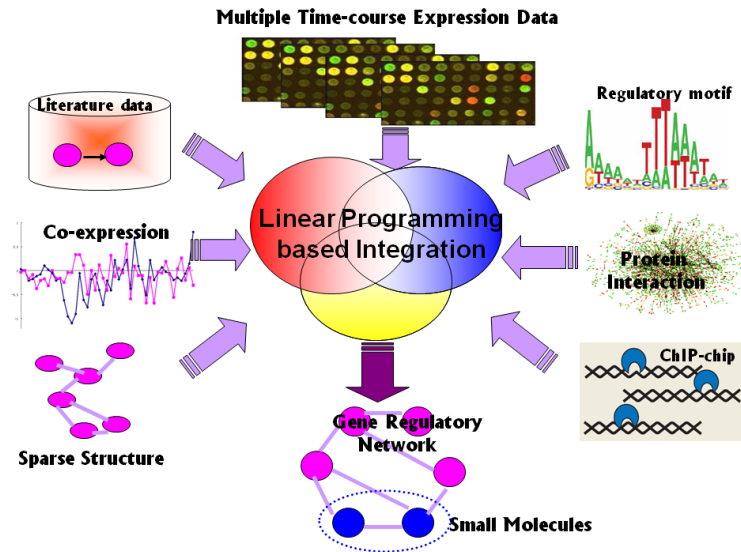 Multiple Time-course Expression Data
Literature data
Regulatory motif
Linear Programming
based Integration
Co-expression
Protein
Interaction
ChIP-chip
Sparse Structure
Gene Regulatory
Network
Small Molecules